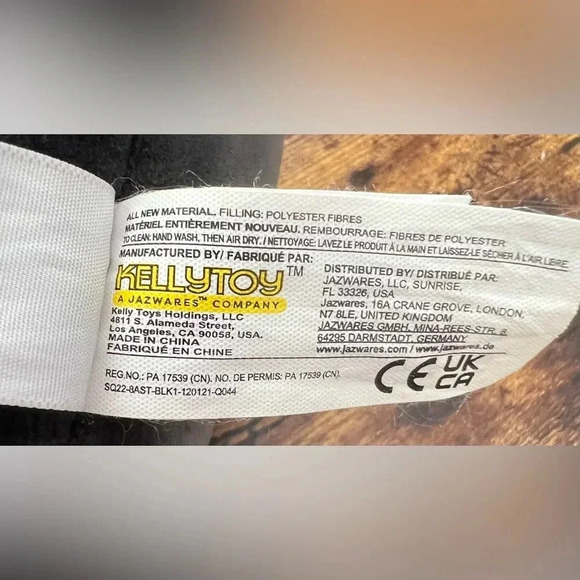 ALL NEW MATERIAL. FILLING: POLYESTER FIBRES
MATÉRIEL ENTIÈREMENT NOUVEAU. REMBOURRAGE: FIBRES DE POLYESTER
TO CLEAN: HAND WASH, THEN AIR DRY. / NETTOYAGE: LAVEZ LE PRODUIT À LA MAIN ET LAISSEZ-LE SÉCHER À L'AIR LIBRE
MANUFACTURED BY/ FABRIQUÉ PAR:
KELLYTOY™
A JAZWARES™ COMPANY
Kelly Toys Holdings, LLC
4811 S. Alameda Street,
Los Angeles, CA 90058, USA.
MADE IN CHINA
FABRIQUÉ EN CHINE
DISTRIBUTED BY/ DISTRIBUÉ PAR:
JAZWARES, LLC, SUNRISE,
FL 33326, USA
Jazwares, 16A CRANE GROVE, LONDON,
N7 8LE, UNITED KINGDOM
JAZWARES GMBH, MINA-REES-STR. 8,
64295 DARMSTADT, GERMANY
www.jazwares.com / www.jazwares.de
REG.NO.: PA 17539 (CN). NO. DE PERMIS: PA 17539 (CN).
SQ22-8AST-BLK1-120121-Q044
CE UK
CA